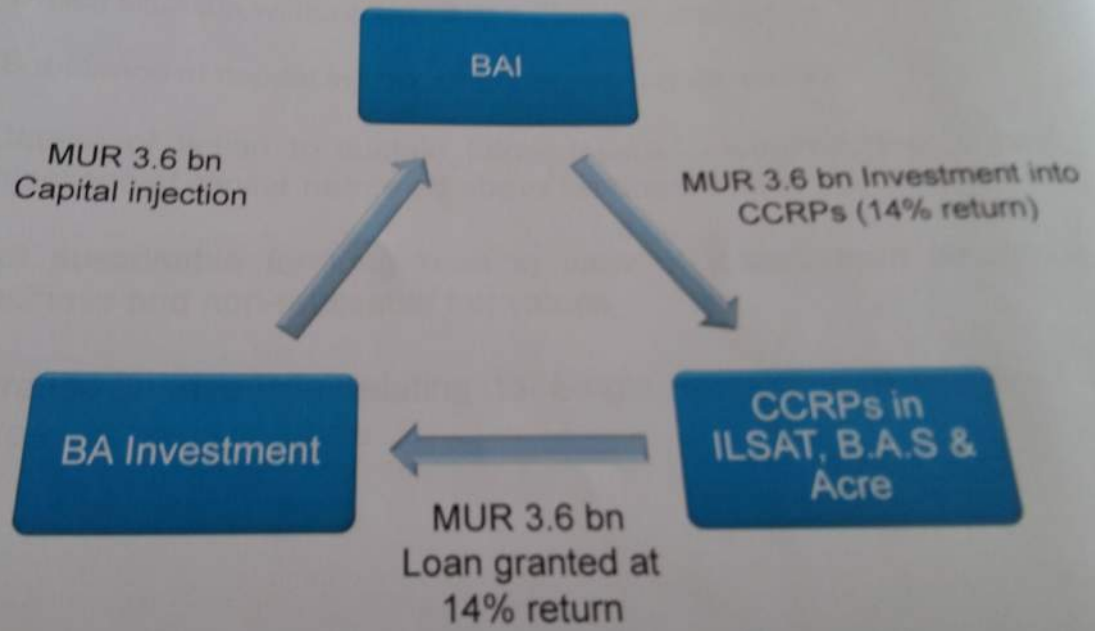 BAI
MUR 3.6 bn
Capital injection
MUR 3.6 bn Investment into
CCRPs (14% return)
BA Investment
CCRPs in
ILSAT, B.A.S &
Acre
MUR 3.6 bn
Loan granted at
14% return